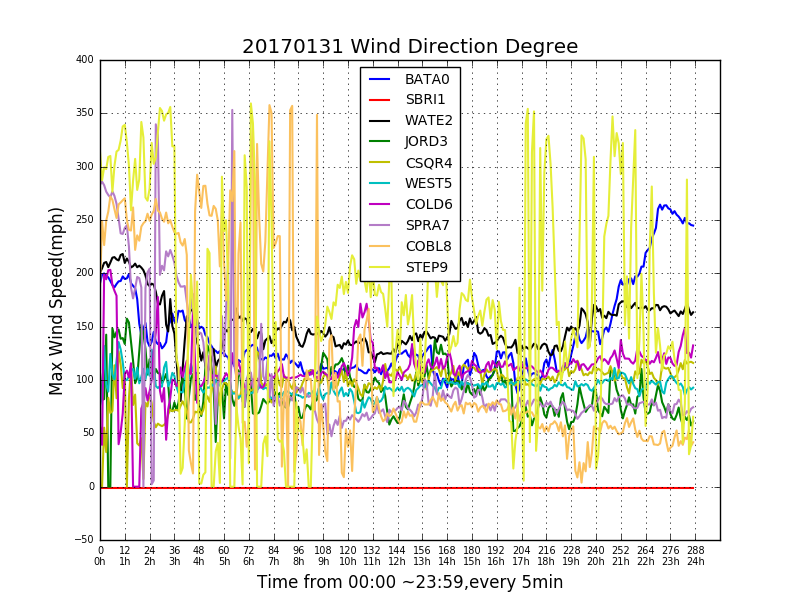 20170131 Wind Direction Degree
400
350
300
250
200
150
100
50
0
−50
Max Wind Speed(mph)
BATA0
SBRI1
WATE2
JORD3
CSQR4
WEST5
COLD6
SPRA7
COBL8
STEP9
0 12 24 36 48 60 72 84 96 108 120 132 144 156 168 180 192 204 216 228 240 252 264 276 288
0h 1h 2h 3h 4h 5h 6h 7h 8h 9h 10h 11h 12h 13h 14h 15h 16h 17h 18h 19h 20h 21h 22h 23h 24h
Time from 00:00 ~23:59,every 5min